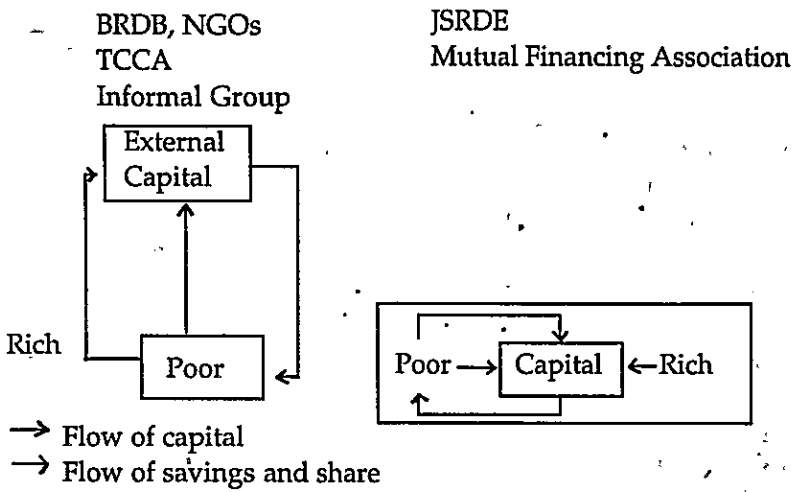 BRDB, NGOs
TCCA
Informal Group
External
Capital
Rich
Poor
JSRDE
Mutual Financing Association
Poor
Capital
Rich
Flow of capital
Flow of savings and share